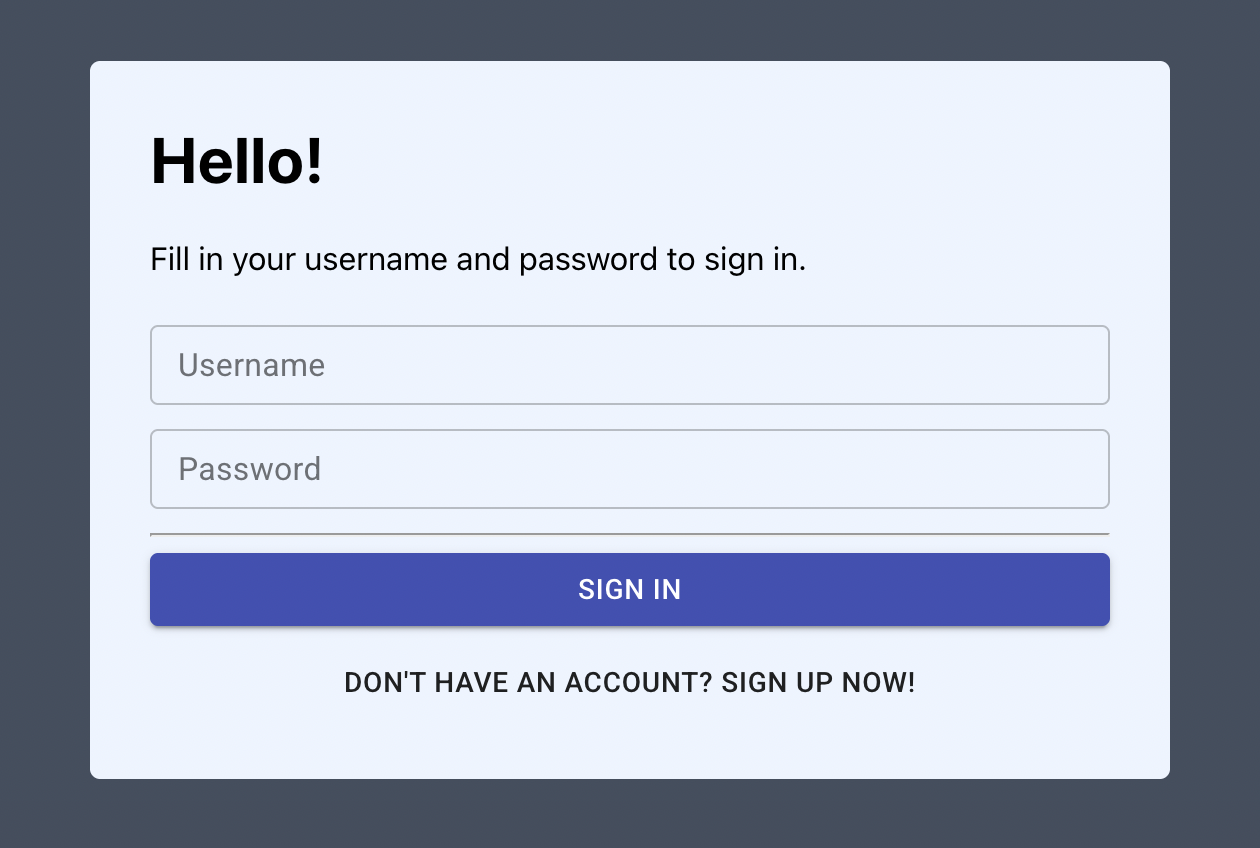 Hello!
Fill in your username and password to sign in.
Username
Password
SIGN IN
DON'T HAVE AN ACCOUNT? SIGN UP NOW!